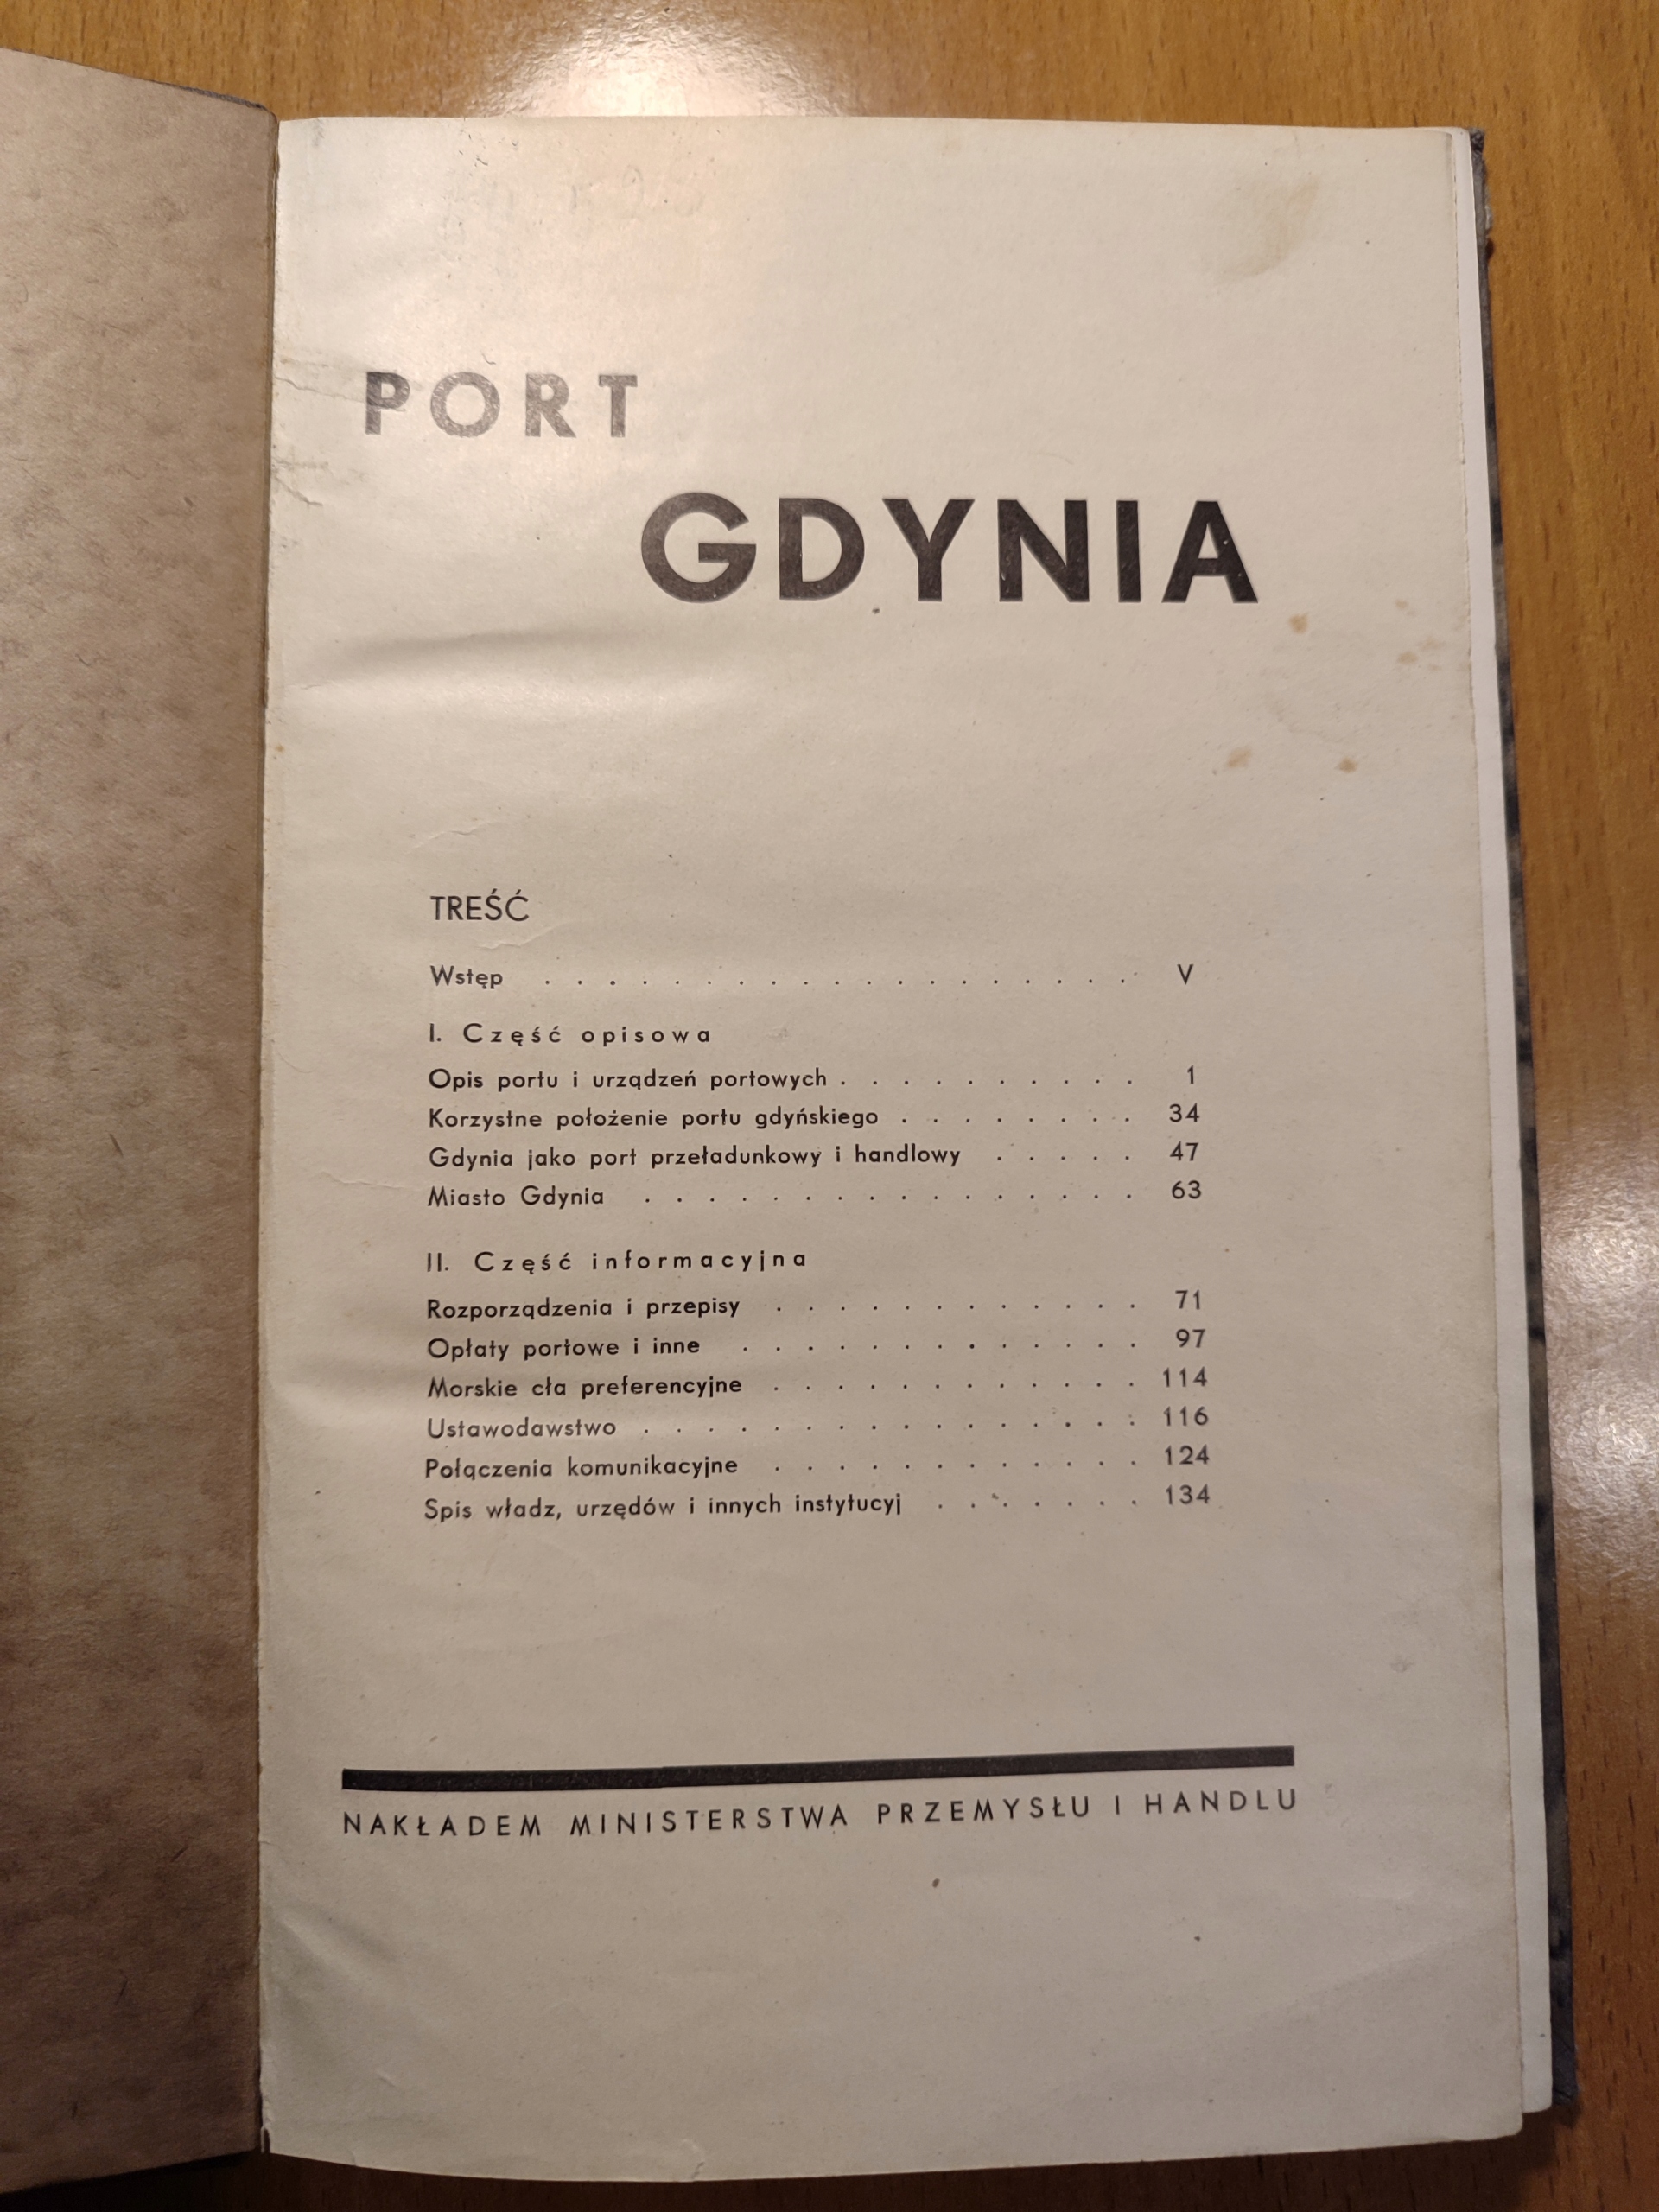 PORT
GDYNIA
TREŚĆ
Wstęp . . . . . . . . . . . . . . . . . . . V
I. Część opisowa
Opis portu i urządzeń portowych . . . . . . . . . . 1
Korzystne położenie portu gdyńskiego . . . . . . . . 34
Gdynia jako port przeładunkowy i handlowy . . . . . 47
Miasto Gdynia . . . . . . . . . . . . . . . . 63
II. Część informacyjna
Rozporządzenia i przepisy . . . . . . . . . . . . 71
Opłaty portowe i inne . . . . . . . . . . . . . 97
Morskie cła preferencyjne . . . . . . . . . . . . 114
Ustawodawstwo . . . . . . . . . . . . . . . . 116
Połączenia komunikacyjne . . . . . . . . . . . . 124
Spis władz, urzędów i innych instytucyj . . . . . . . 134
NAKŁADEM MINISTERSTWA PRZEMYSŁU I HANDLU